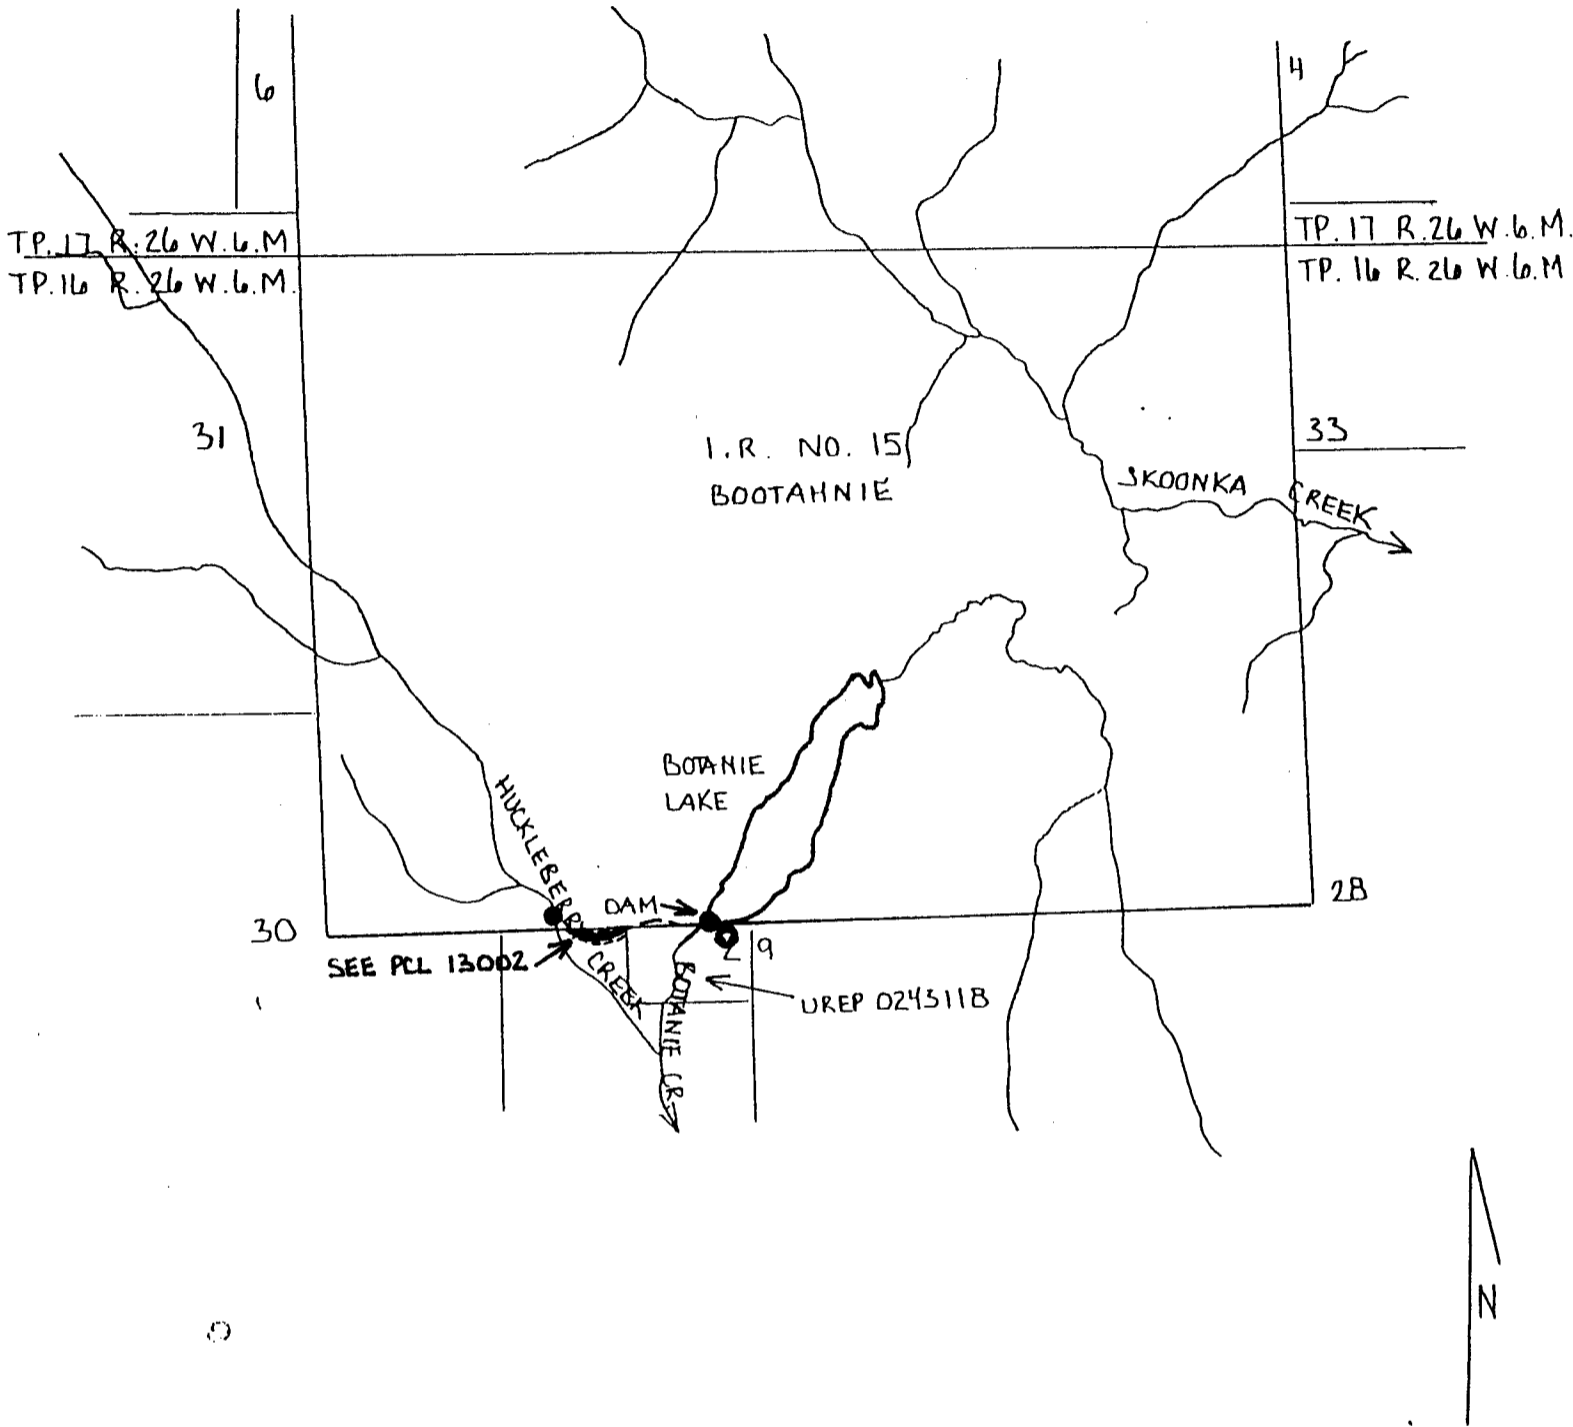 6
4
TP. 17 R. 26 W.6.M
TP. 16 R. 26 W.6.M.
TP. 17 R. 26 W.6.M.
TP. 16 R. 26 W.6.M
31
33
I.R. NO. 15
BOOTAHNIE
SKOONKA CREEK
BOTANIE
LAKE
HUCKLEBERRY CREEK
DAM
28
30
29
SEE PCL 13002
BOTANIE CR.
UREP 0243118
N